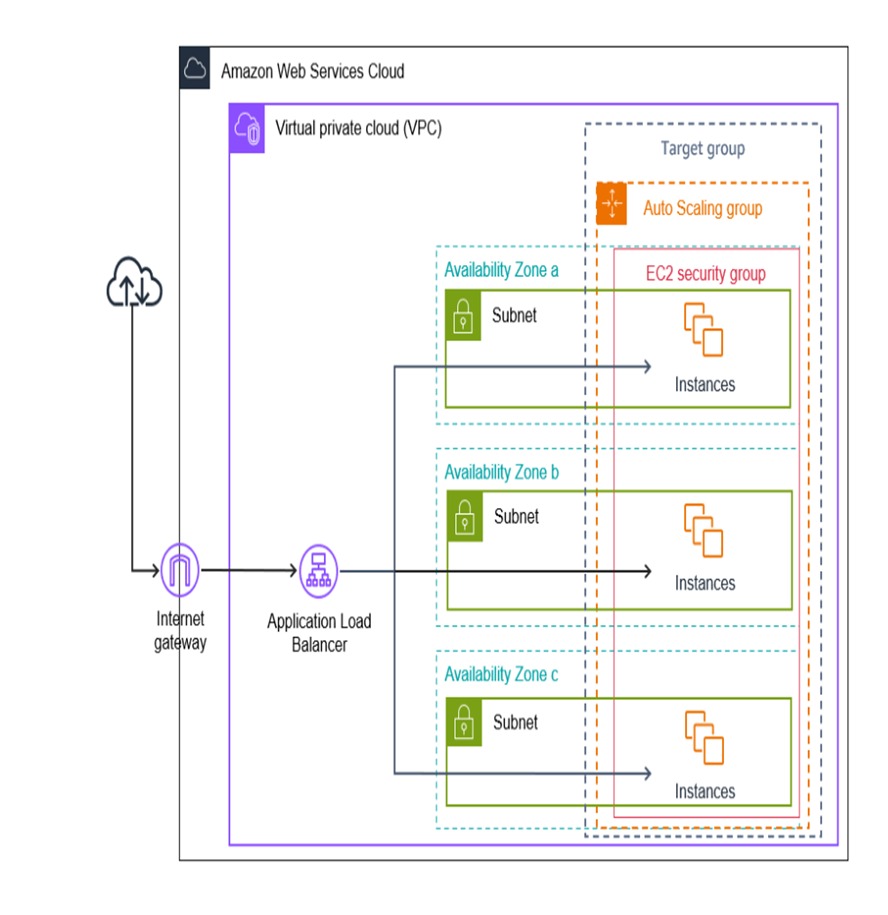 Amazon Web Services Cloud
Virtual private cloud (VPC)
Target group
Auto Scaling group
Availability Zone a
EC2 security group
Subnet
Instances
Availability Zone b
Subnet
Instances
Internet
gateway
Application Load
Balancer
Availability Zone c
Subnet
Instances